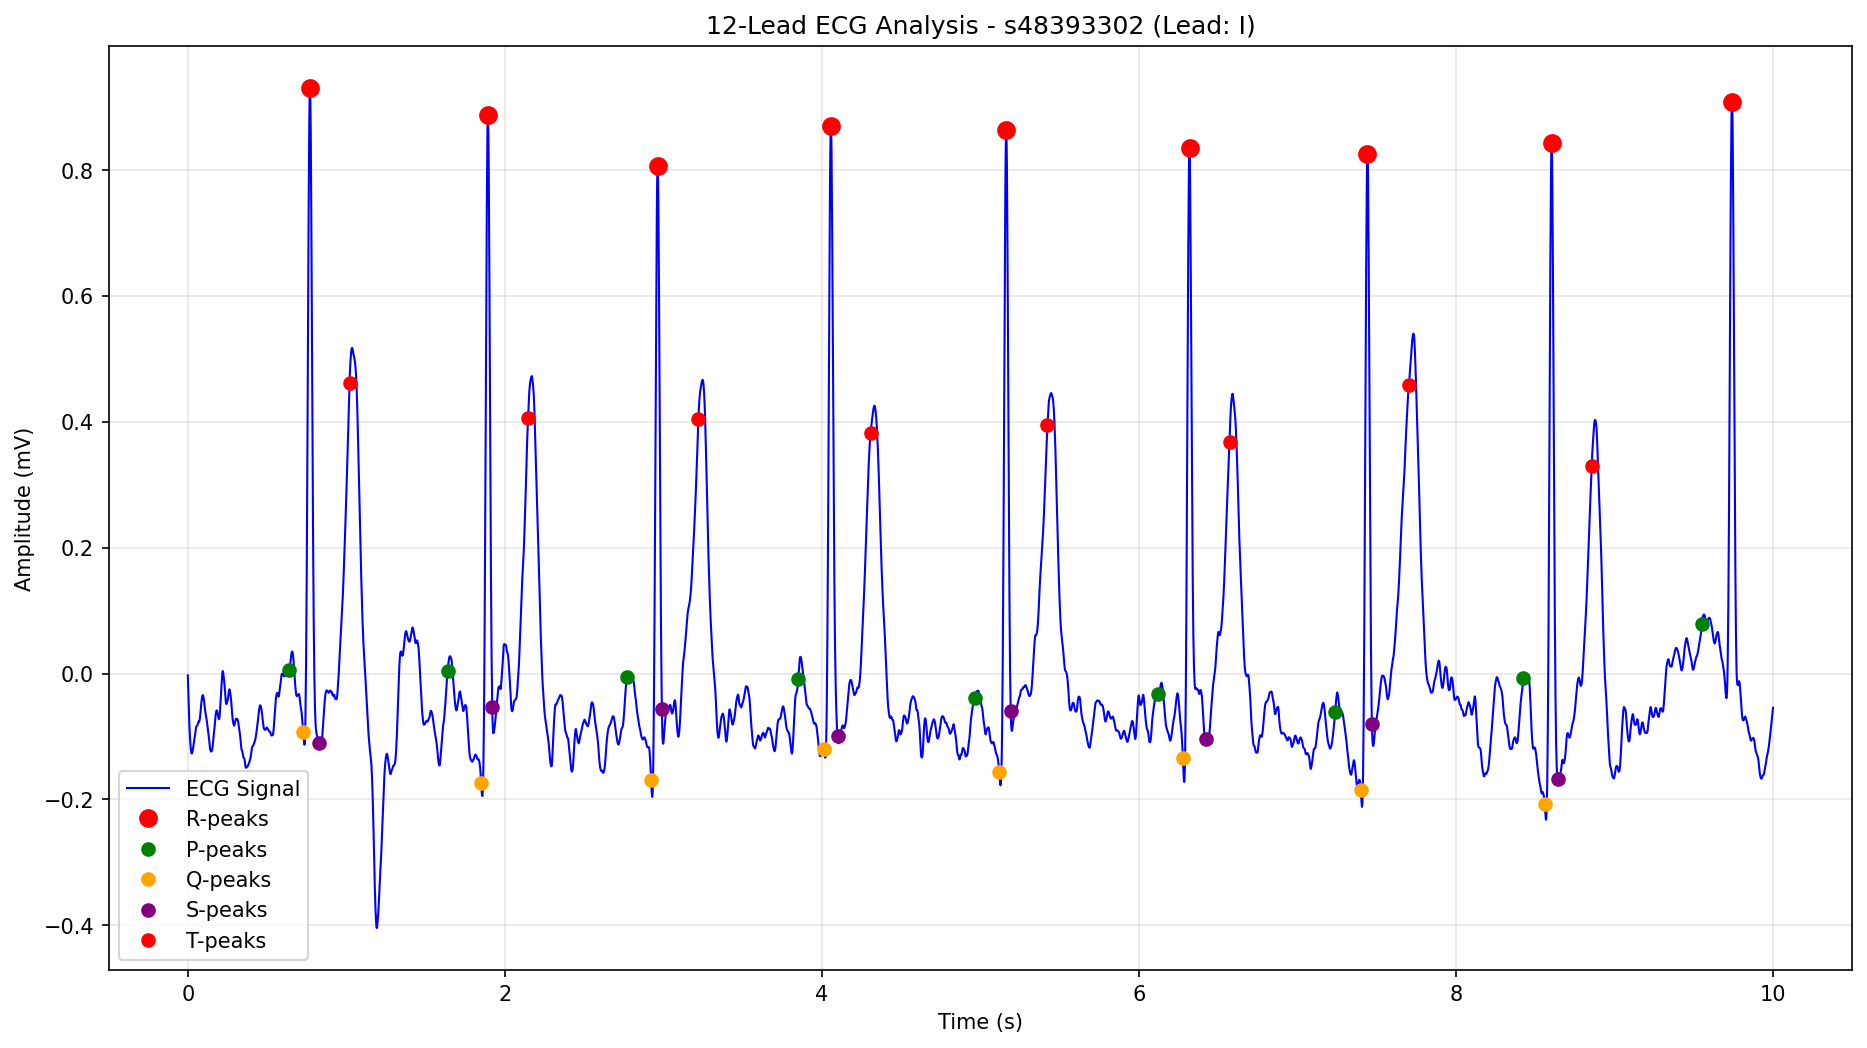 12-Lead ECG Analysis - s48393302 (Lead: I)
Amplitude (mV)
0.8
0.6
0.4
0.2
0.0
−0.2
−0.4
ECG Signal
R-peaks
P-peaks
Q-peaks
S-peaks
T-peaks
0 2 4 6 8 10
Time (s)